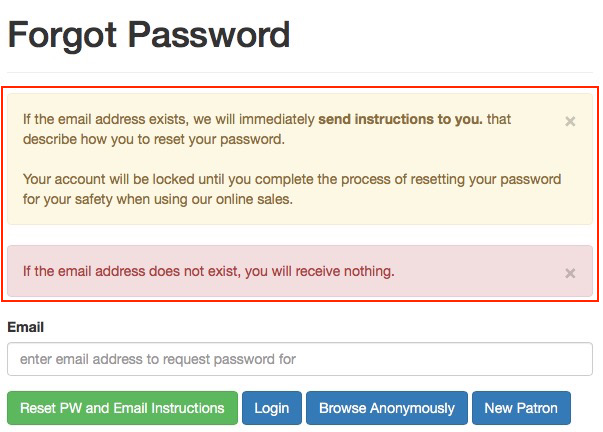 Forgot Password
If the email address exists, we will immediately send instructions to you. that
describe how you to reset your password.
×
Your account will be locked until you complete the process of resetting your password
for your safety when using our online sales.
If the email address does not exist, you will receive nothing.
×
Email
enter email address to request password for
Reset PW and Email Instructions Login Browse Anonymously New Patron